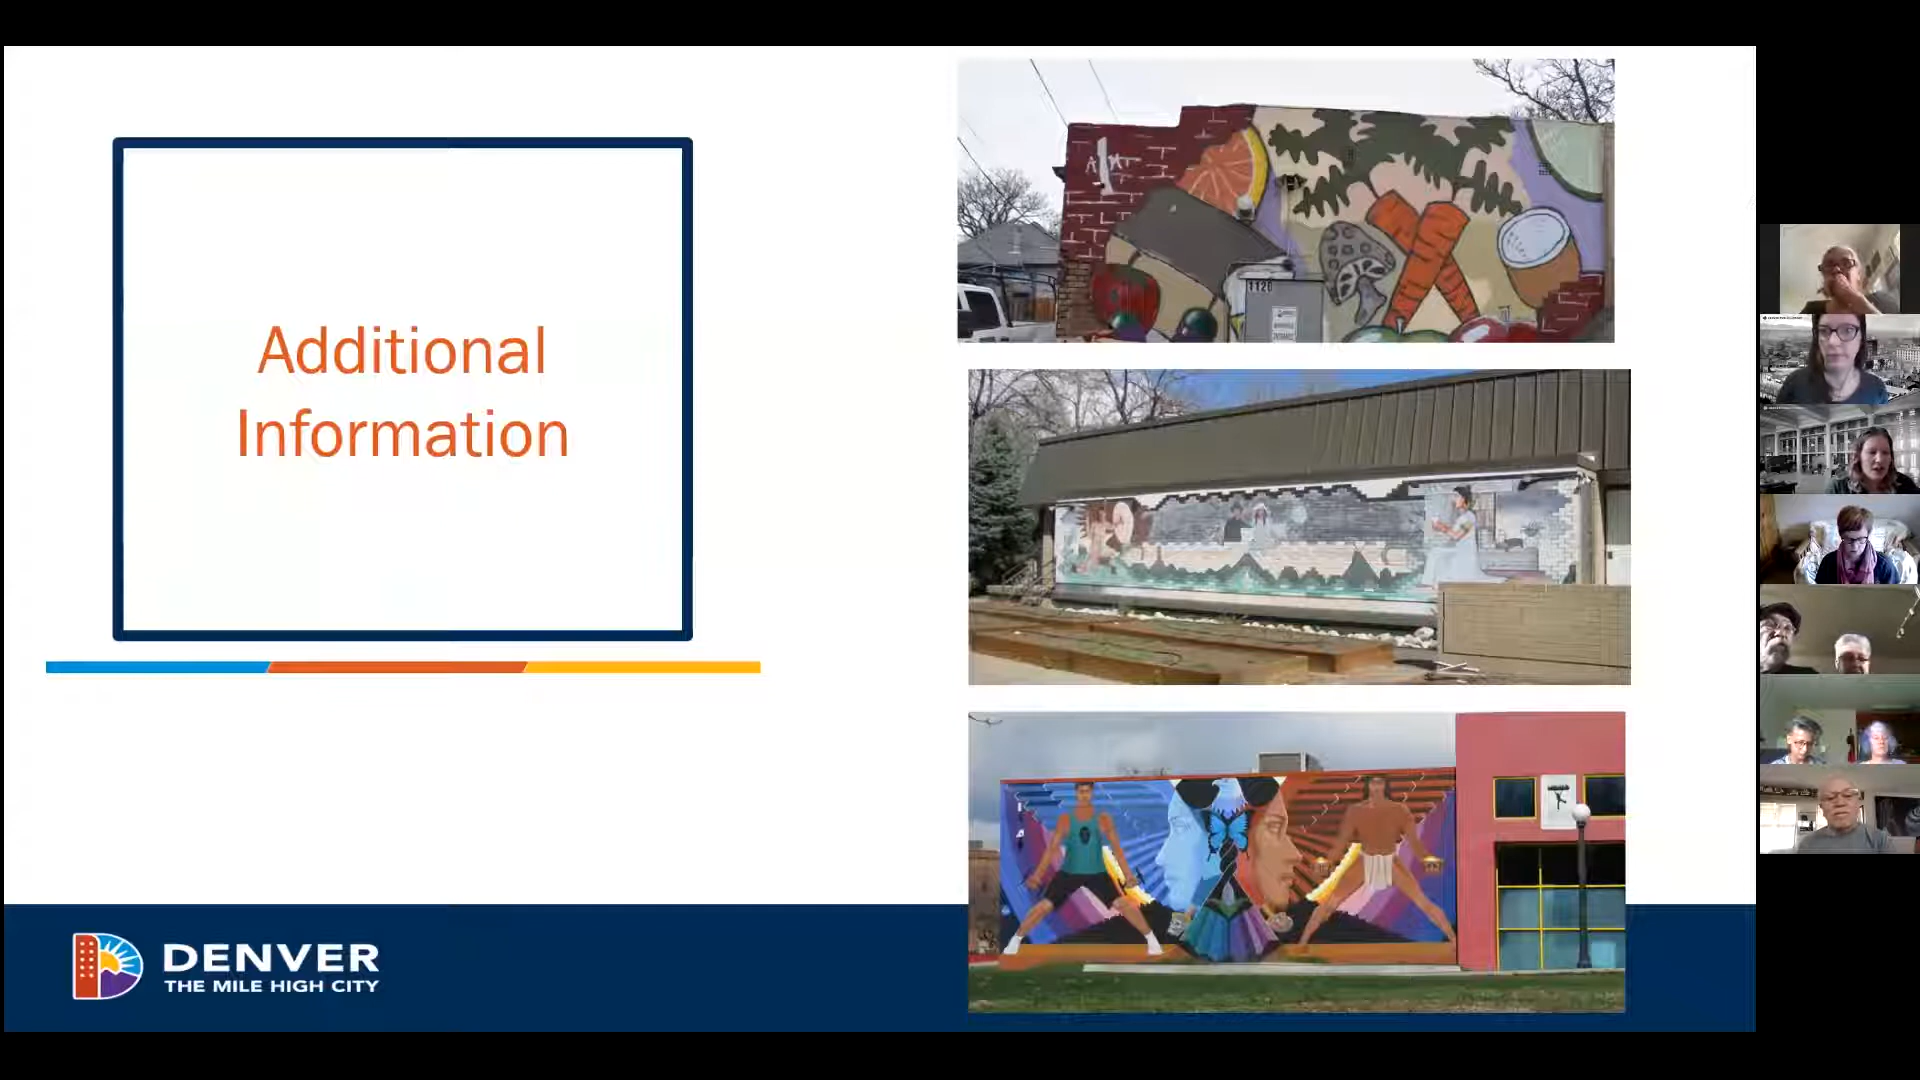 Additional
Information
1120
DENVER
THE MILE HIGH CITY